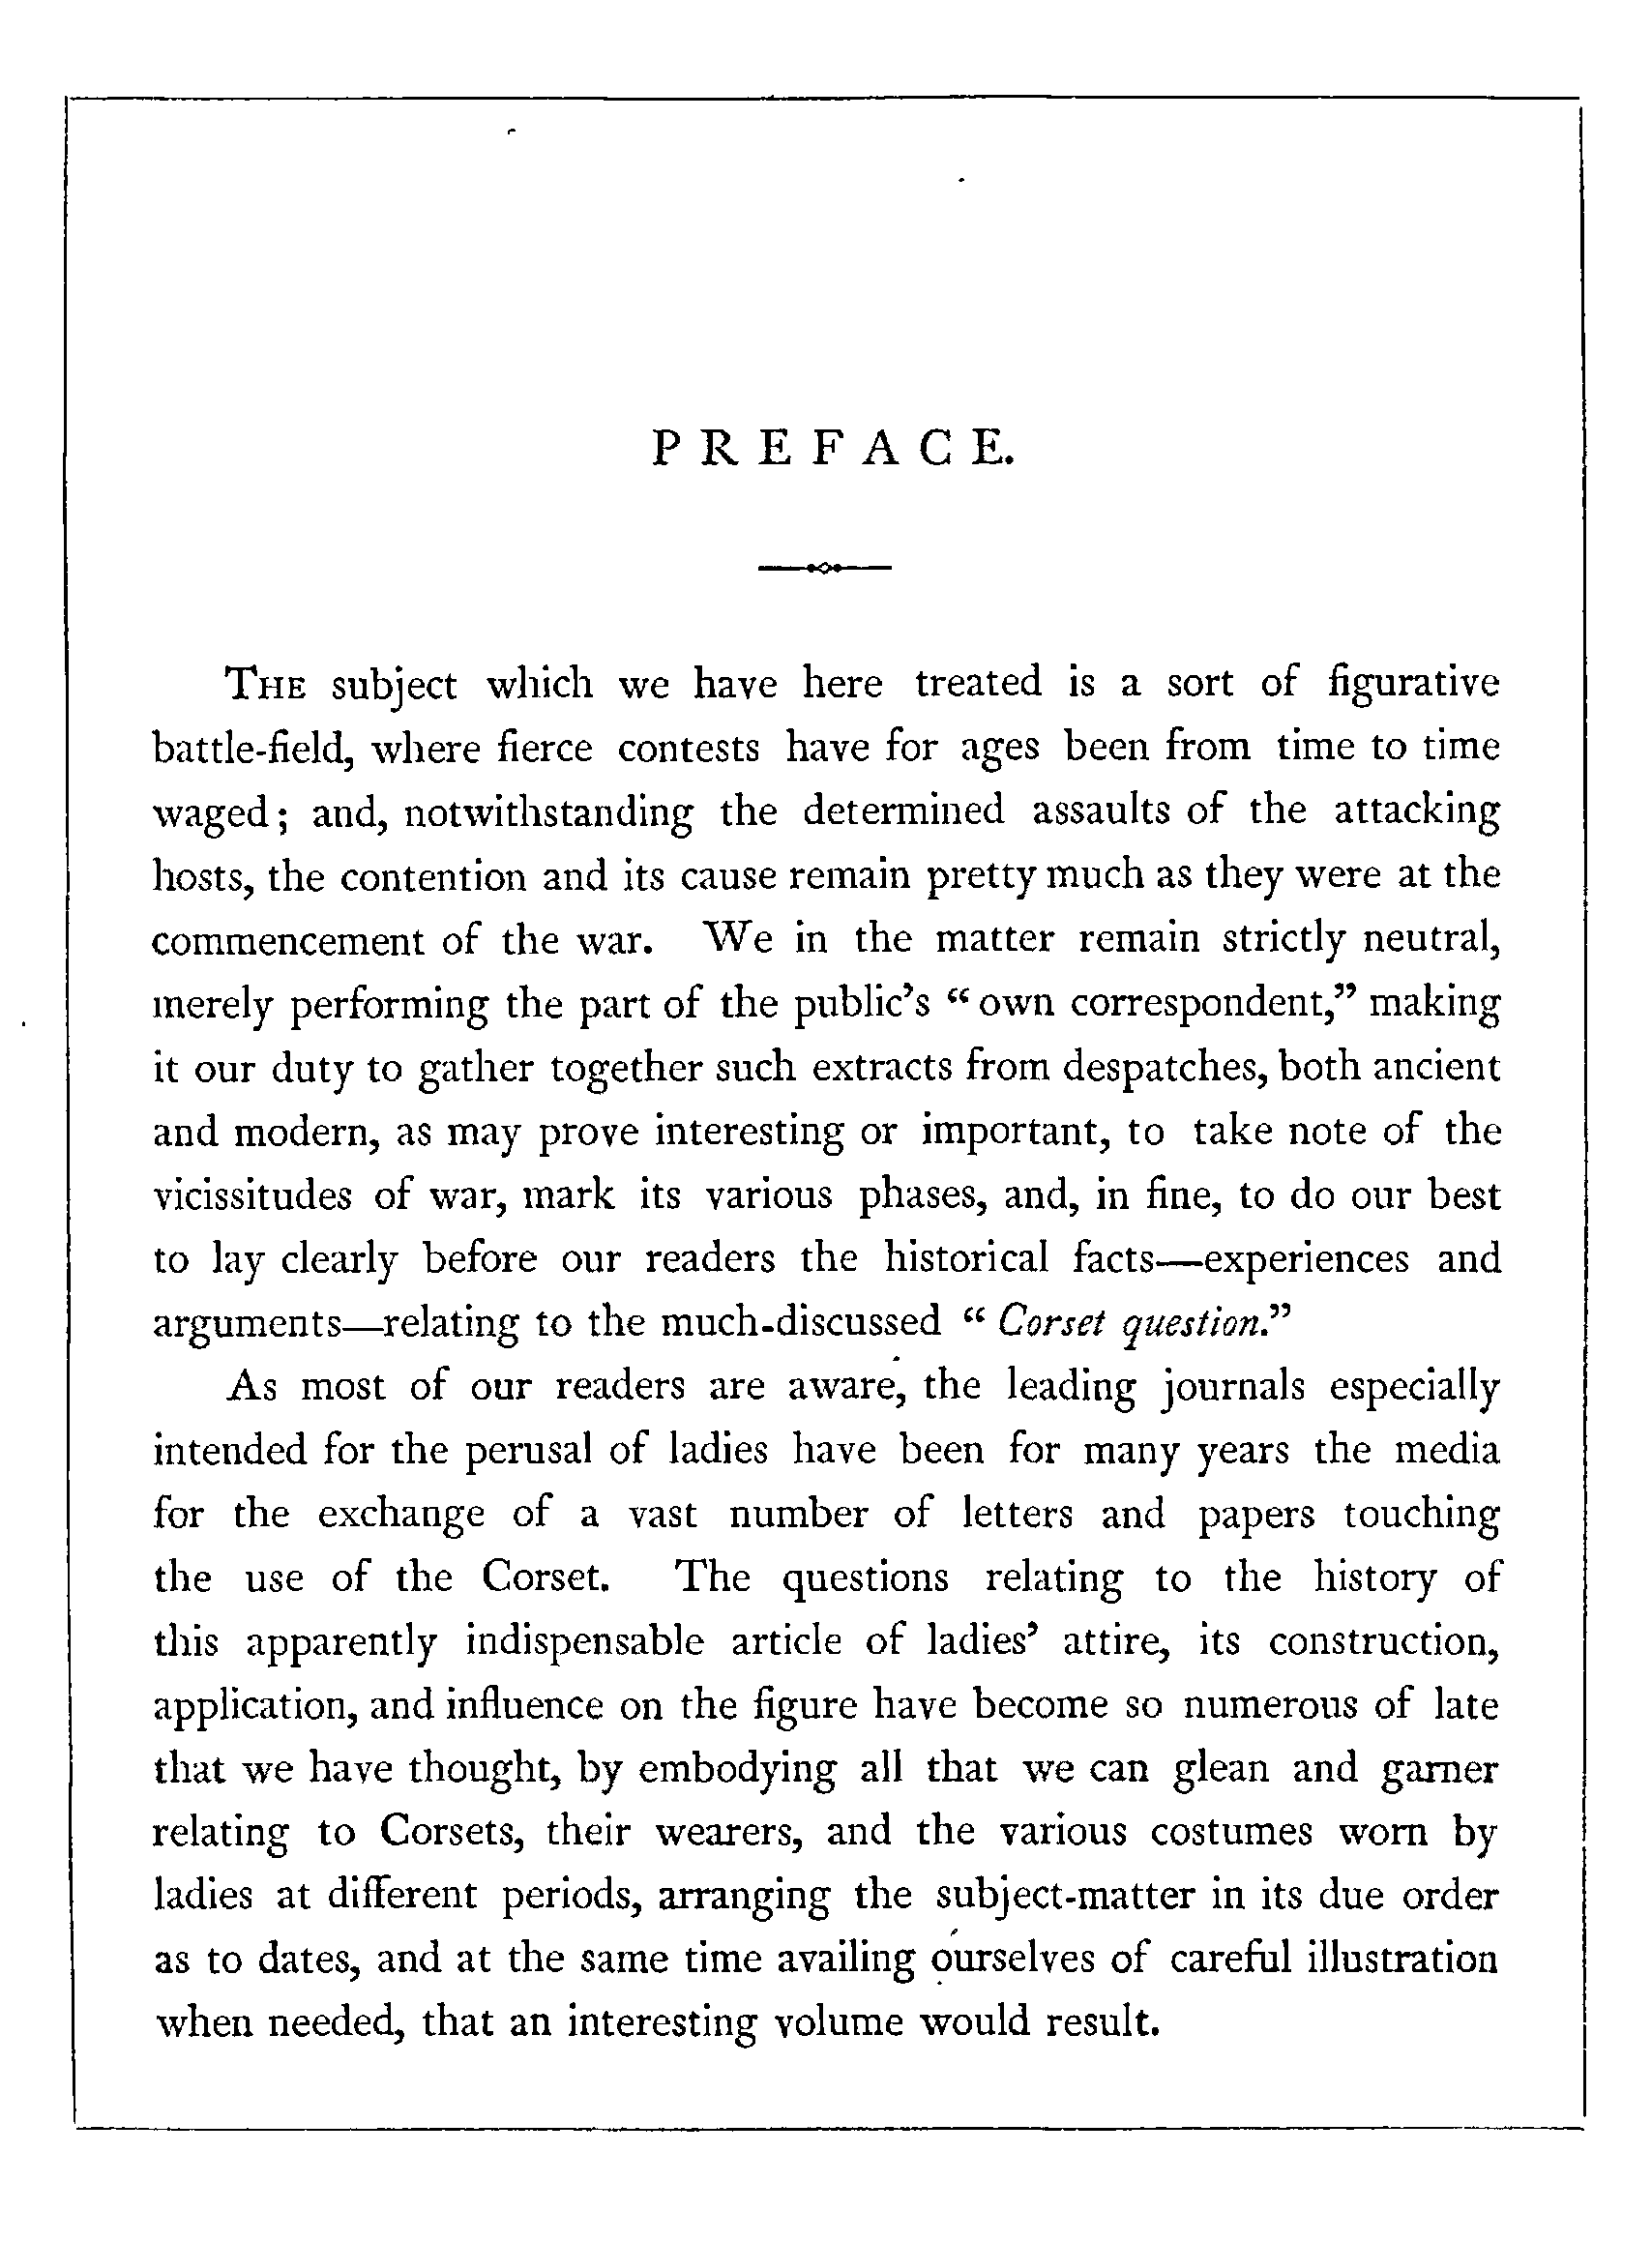 PREFACE.
THE subject which we have here treated is a sort of figurative
battle-field, where fierce contests have for ages been from time to time
waged; and, notwithstanding the determined assaults of the attacking
hosts, the contention and its cause remain pretty much as they were at the
commencement of the war. We in the matter remain strictly neutral,
merely performing the part of the public's “own correspondent,” making
it our duty to gather together such extracts from despatches, both ancient
and modern, as may prove interesting or important, to take note of the
vicissitudes of war, mark its various phases, and, in fine, to do our best
to lay clearly before our readers the historical facts—experiences and
arguments—relating to the much-discussed “Corset question.”
As most of our readers are aware, the leading journals especially
intended for the perusal of ladies have been for many years the media
for the exchange of a vast number of letters and papers touching
the use of the Corset. The questions relating to the history of
this apparently indispensable article of ladies' attire, its construction,
application, and influence on the figure have become so numerous of late
that we have thought, by embodying all that we can glean and garner
relating to Corsets, their wearers, and the various costumes worn by
ladies at different periods, arranging the subject-matter in its due order
as to dates, and at the same time availing ourselves of careful illustration
when needed, that an interesting volume would result.